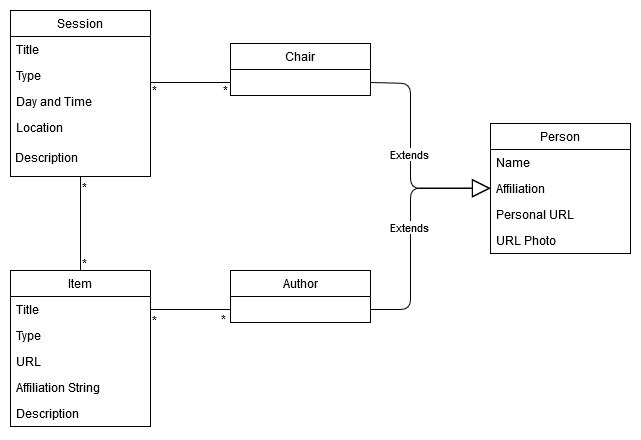 Session
Title
Type
Day and Time
Location
Description
*
*
Chair
*
*
Extends
Extends
Person
Name
Affiliation
Personal URL
URL Photo
Item
Title
Type
URL
Affiliation String
Description
*
*
Author